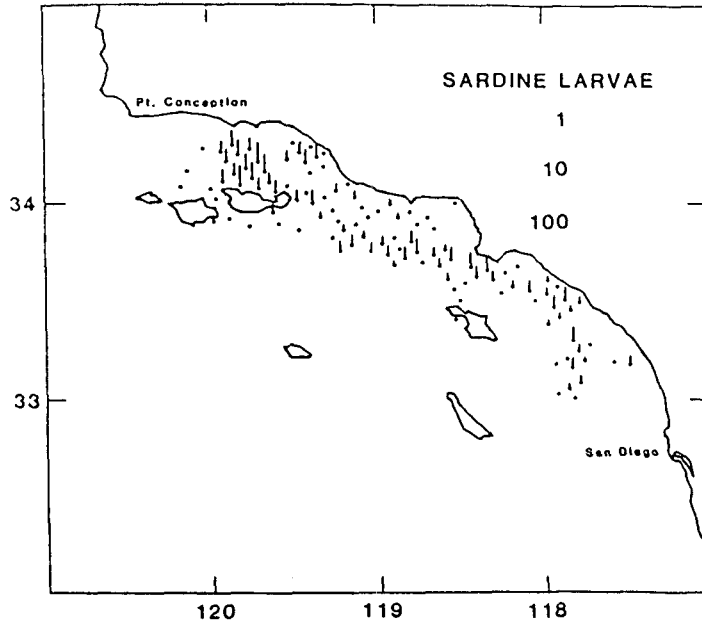 SARDINE LARVAE
Pt. Conception
1
10
34
100
33
San Diego
120 119 118